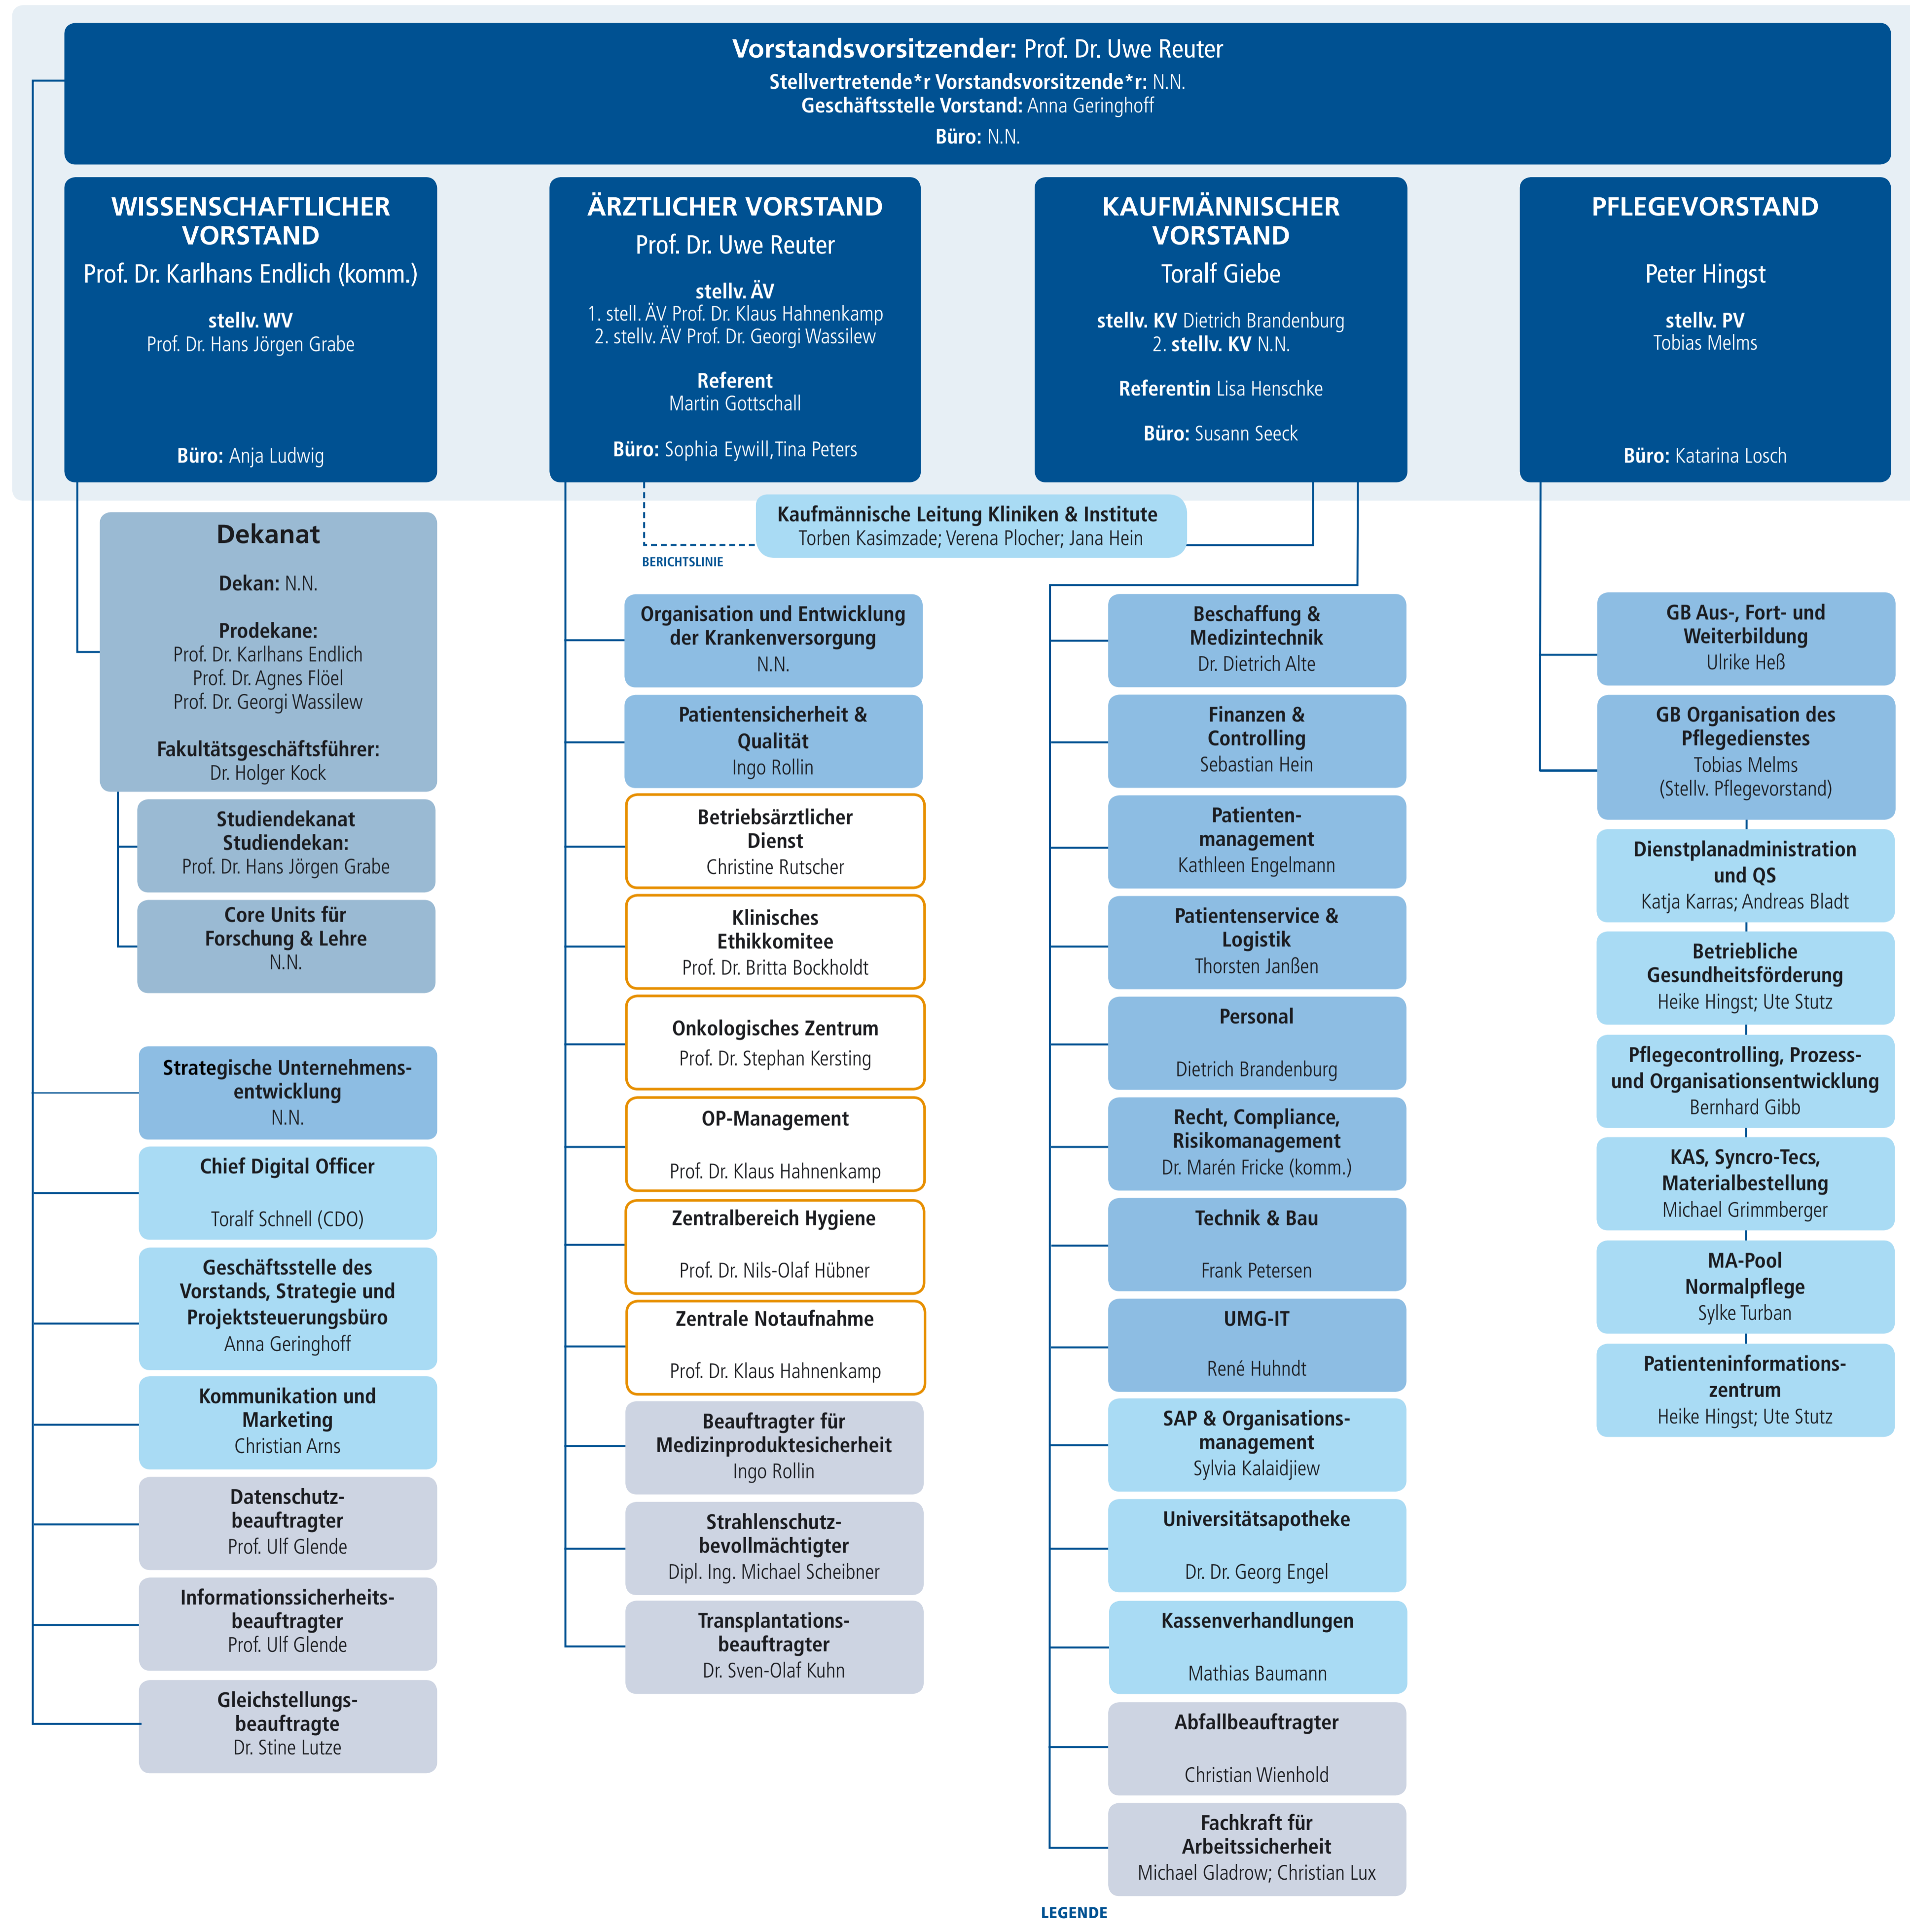 Vorstandsvorsitzender: Prof. Dr. Uwe Reuter
Stellvertretende*r Vorstandsvorsitzende*r: N.N.
Geschäftsstelle Vorstand: Anna Geringhoff
Büro: N.N.
WISSENSCHAFTLICHER
VORSTAND
Prof. Dr. Karlhans Endlich (komm.)
stellv. WV
Prof. Dr. Hans Jörgen Grabe
Büro: Anja Ludwig
ÄRZTLICHER VORSTAND
Prof. Dr. Uwe Reuter
stellv. ÄV
1. stell. ÄV Prof. Dr. Klaus Hahnenkamp
2. stellv. ÄV Prof. Dr. Georgi Wassilew
Referent
Martin Gottschall
Büro: Sophia Eywill,Tina Peters
KAUFMÄNNISCHER
VORSTAND
Toralf Giebe
stellv. KV Dietrich Brandenburg
2. stellv. KV N.N.
Referentin Lisa Henschke
Büro: Susann Seeck
PFLEGEVORSTAND
Peter Hingst
stellv. PV
Tobias Melms
Büro: Katarina Losch
Kaufmännische Leitung Kliniken & Institute
Torben Kasimzade; Verena Plocher; Jana Hein
BERICHTSLINIE
Dekanat
Dekan: N.N.
Prodekane:
Prof. Dr. Karlhans Endlich
Prof. Dr. Agnes Flöel
Prof. Dr. Georgi Wassilew
Fakultätsgeschäftsführer:
Dr. Holger Kock
Studiendekanat
Studiendekan:
Prof. Dr. Hans Jörgen Grabe
Core Units für
Forschung & Lehre
N.N.
Strategische Unternehmens-
entwicklung
N.N.
Chief Digital Officer
Toralf Schnell (CDO)
Geschäftsstelle des
Vorstands, Strategie und
Projektsteuerungsbüro
Anna Geringhoff
Kommunikation und
Marketing
Christian Arns
Datenschutz-
beauftragter
Prof. Ulf Glende
Informationssicherheits-
beauftragter
Prof. Ulf Glende
Gleichstellungs-
beauftragte
Dr. Stine Lutze
Organisation und Entwicklung
der Krankenversorgung
N.N.
Patientensicherheit &
Qualität
Ingo Rollin
Betriebsärztlicher
Dienst
Christine Rutscher
Klinisches
Ethikkomitee
Prof. Dr. Britta Bockholdt
Onkologisches Zentrum
Prof. Dr. Stephan Kersting
OP-Management
Prof. Dr. Klaus Hahnenkamp
Zentralbereich Hygiene
Prof. Dr. Nils-Olaf Hübner
Zentrale Notaufnahme
Prof. Dr. Klaus Hahnenkamp
Beauftragter für
Medizinproduktesicherheit
Ingo Rollin
Strahlenschutz-
bevollmächtigter
Dipl. Ing. Michael Scheibner
Transplantations-
beauftragter
Dr. Sven-Olaf Kuhn
Beschaffung &
Medizintechnik
Dr. Dietrich Alte
Finanzen &
Controlling
Sebastian Hein
Patienten-
management
Kathleen Engelmann
Patientenservice &
Logistik
Thorsten Janßen
Personal
Dietrich Brandenburg
Recht, Compliance,
Risikomanagement
Dr. Marén Fricke (komm.)
Technik & Bau
Frank Petersen
UMG-IT
René Huhndt
SAP & Organisations-
management
Sylvia Kalaidjiew
Universitätsapotheke
Dr. Dr. Georg Engel
Kassenverhandlungen
Mathias Baumann
Abfallbeauftragter
Christian Wienhold
Fachkraft für
Arbeitssicherheit
Michael Gladrow; Christian Lux
GB Aus-, Fort- und
Weiterbildung
Ulrike Heß
GB Organisation des
Pflegedienstes
Tobias Melms
(Stellv. Pflegevorstand)
Dienstplanadministration
und QS
Katja Karras; Andreas Bladt
Betriebliche
Gesundheitsförderung
Heike Hingst; Ute Stutz
Pflegecontrolling, Prozess-
und Organisationsentwicklung
Bernhard Gibb
KAS, Syncro-Tecs,
Materialbestellung
Michael Grimmberger
MA-Pool
Normalpflege
Sylke Turban
Patienteninformations-
zentrum
Heike Hingst; Ute Stutz
LEGENDE